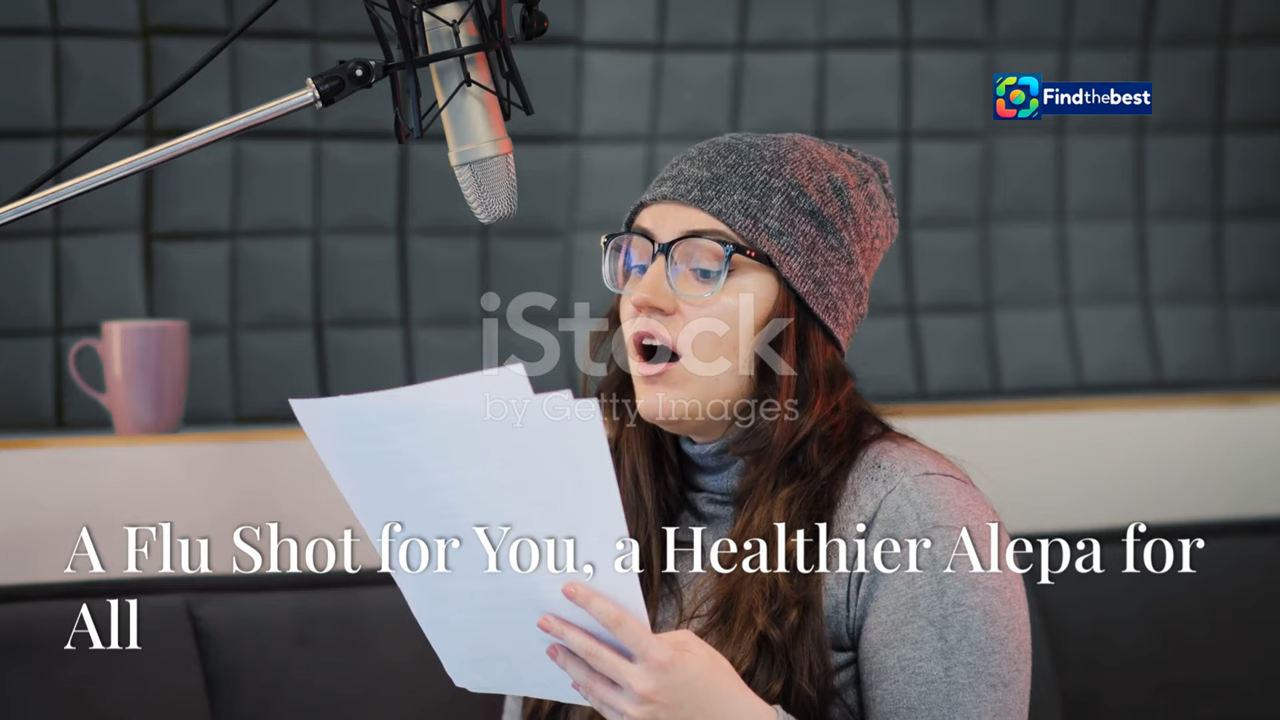 Findthebest
iStock
by Getty Images
A Flu Shot for You, a Healthier Alepa for
All